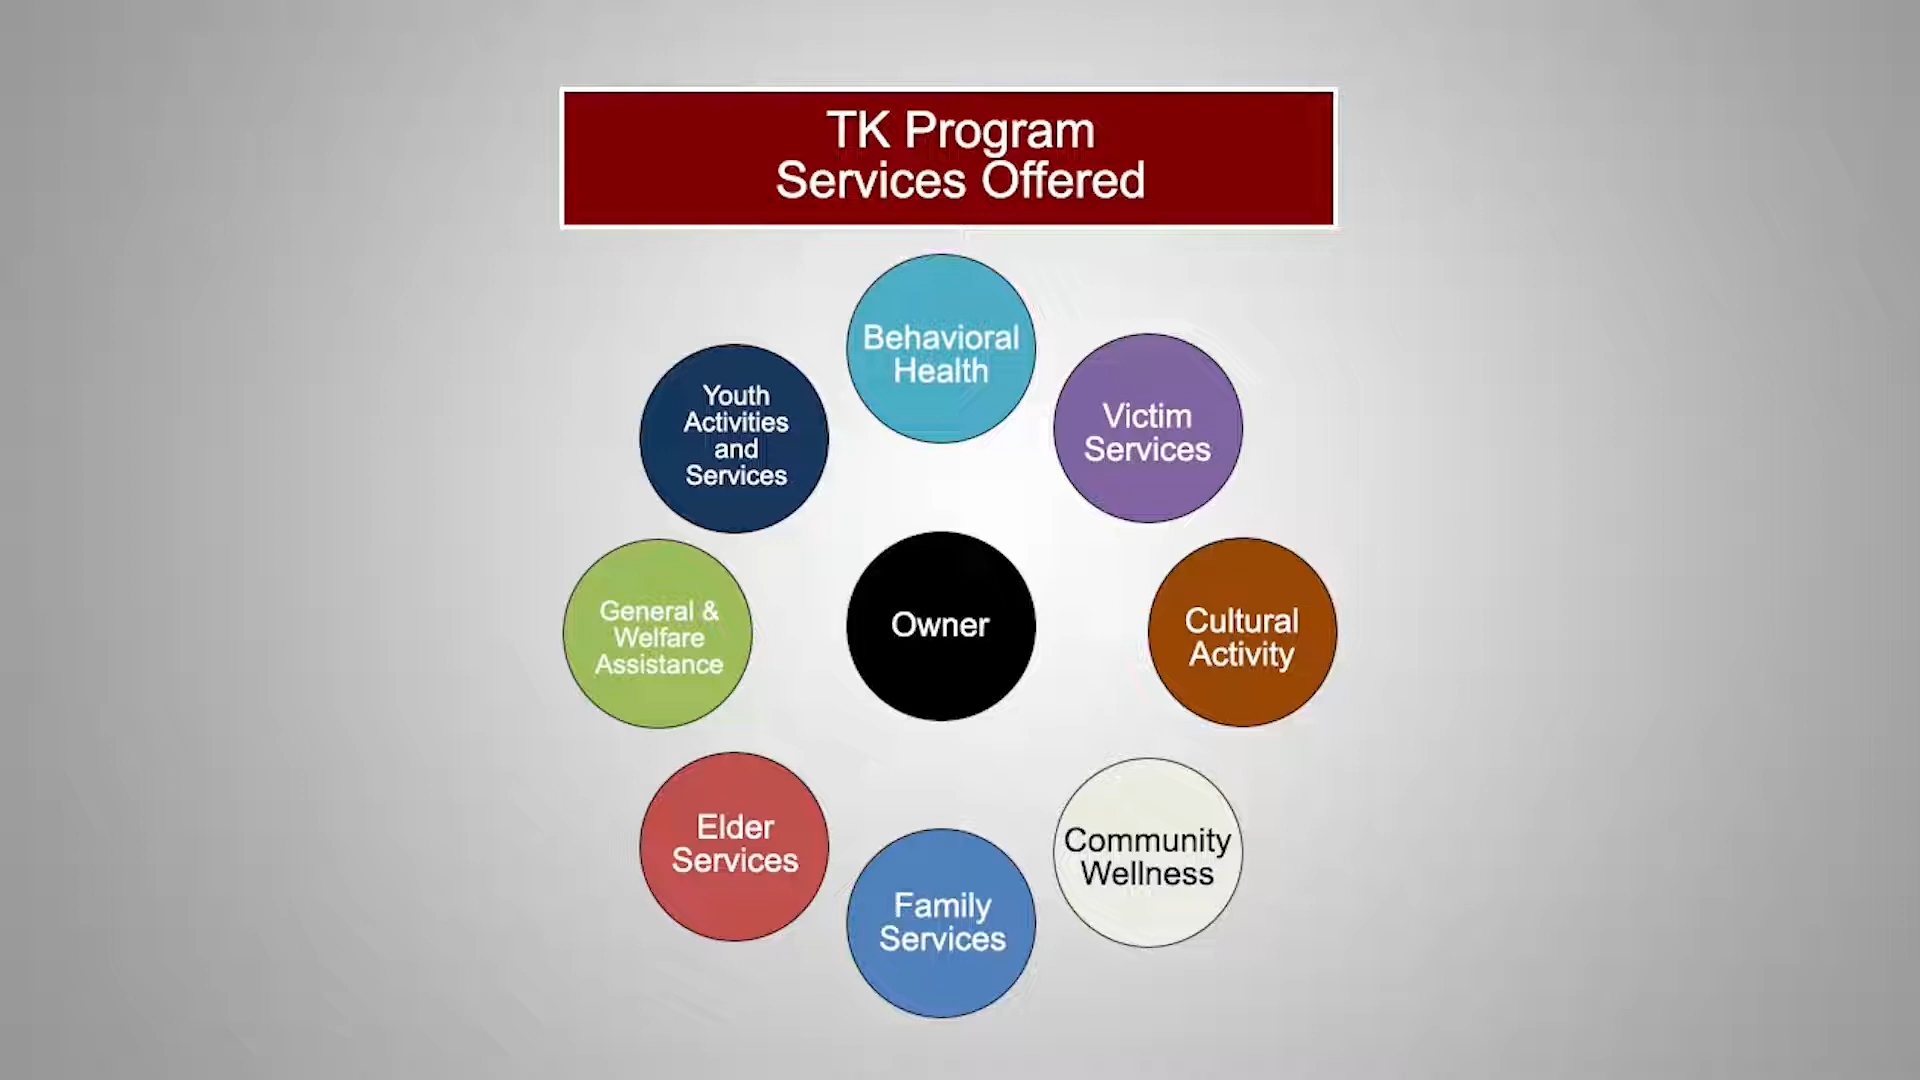 TK Program
Services Offered
Behavioral
Health
Youth
Activities
and
Services
Victim
Services
General &
Welfare
Assistance
Owner
Cultural
Activity
Elder
Services
Community
Wellness
Family
Services